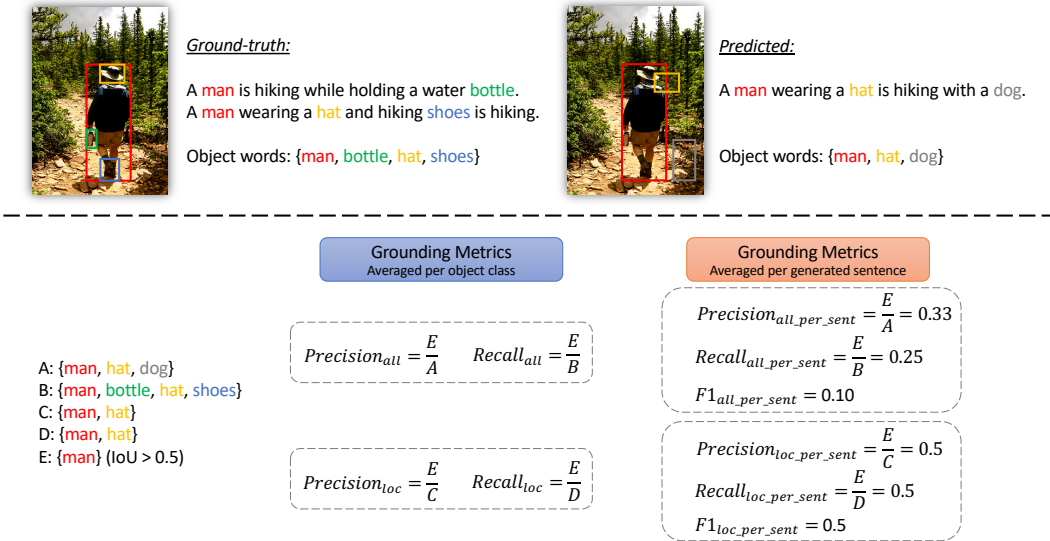 Ground-truth:
A man is hiking while holding a water bottle.
A man wearing a hat and hiking shoes is hiking.
Object words: {man, bottle, hat, shoes}
Predicted:
A man wearing a hat is hiking with a dog.
Object words: {man, hat, dog}
A: {man, hat, dog}
B: {man, bottle, hat, shoes}
C: {man, hat}
D: {man, hat}
E: {man} (IoU > 0.5)
Grounding Metrics
Averaged per object class
Precision_all = E/A Recall_all = E/B
Precision_loc = E/C Recall_loc = E/D
Grounding Metrics
Averaged per generated sentence
Precision_all_per_sent = E/A = 0.33
Recall_all_per_sent = E/B = 0.25
F1_all_per_sent = 0.10
Precision_loc_per_sent = E/C = 0.5
Recall_loc_per_sent = E/D = 0.5
F1_loc_per_sent = 0.5